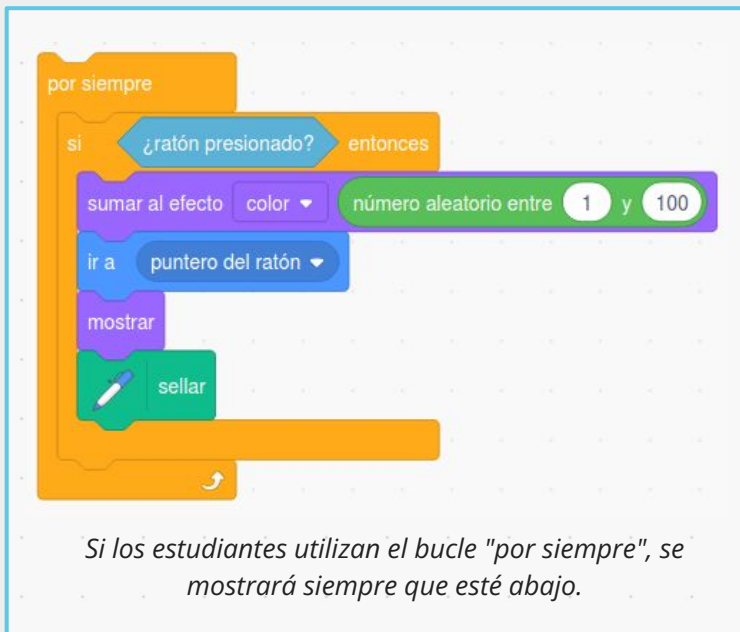 por siempre
si ¿ratón presionado? entonces
sumar al efecto color número aleatorio entre 1 y 100
ir a puntero del ratón
mostrar
sellar
Si los estudiantes utilizan el bucle "por siempre", se
mostrará siempre que esté abajo.